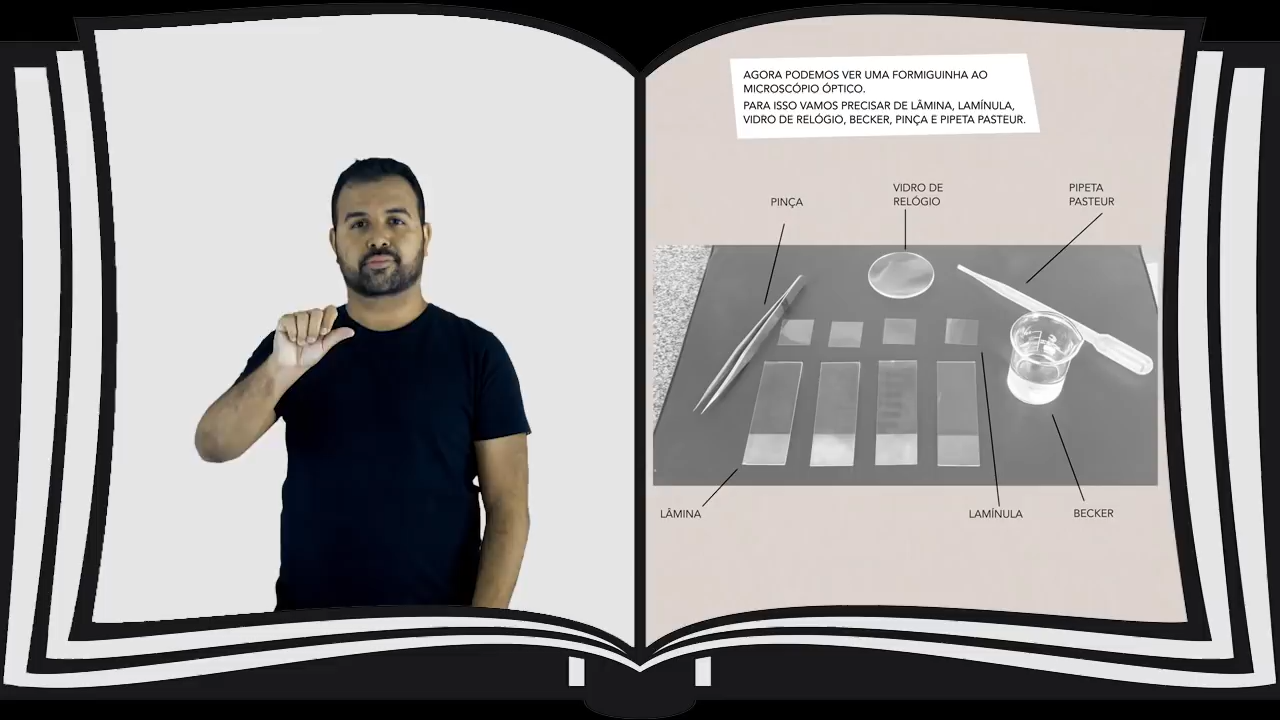 AGORA PODEMOS VER UMA FORMIGUINHA AO
MICROSCÓPIO ÓPTICO.
PARA ISSO VAMOS PRECISAR DE LÂMINA, LAMÍNULA,
VIDRO DE RELÓGIO, BECKER, PINÇA E PIPETA PASTEUR.
PINÇA
VIDRO DE
RELÓGIO
PIPETA
PASTEUR
LÂMINA
LAMÍNULA
BECKER